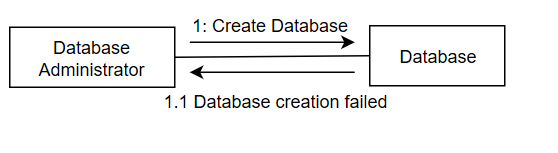 1: Create Database
Database
Administrator
Database
1.1 Database creation failed